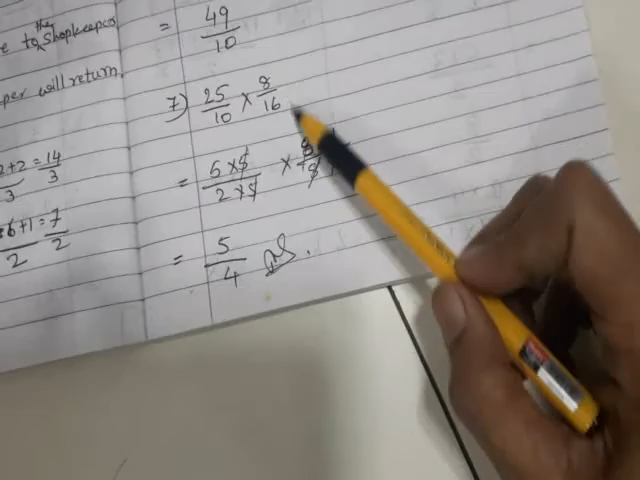 e to the shopkeeper
per will return.
2+2 = 14
3 3
6+1 = 7
2 2
= 49/10
7) 25/10 × 8/16
= 5 × 5 / 2 × 5 × 8
= 5/4